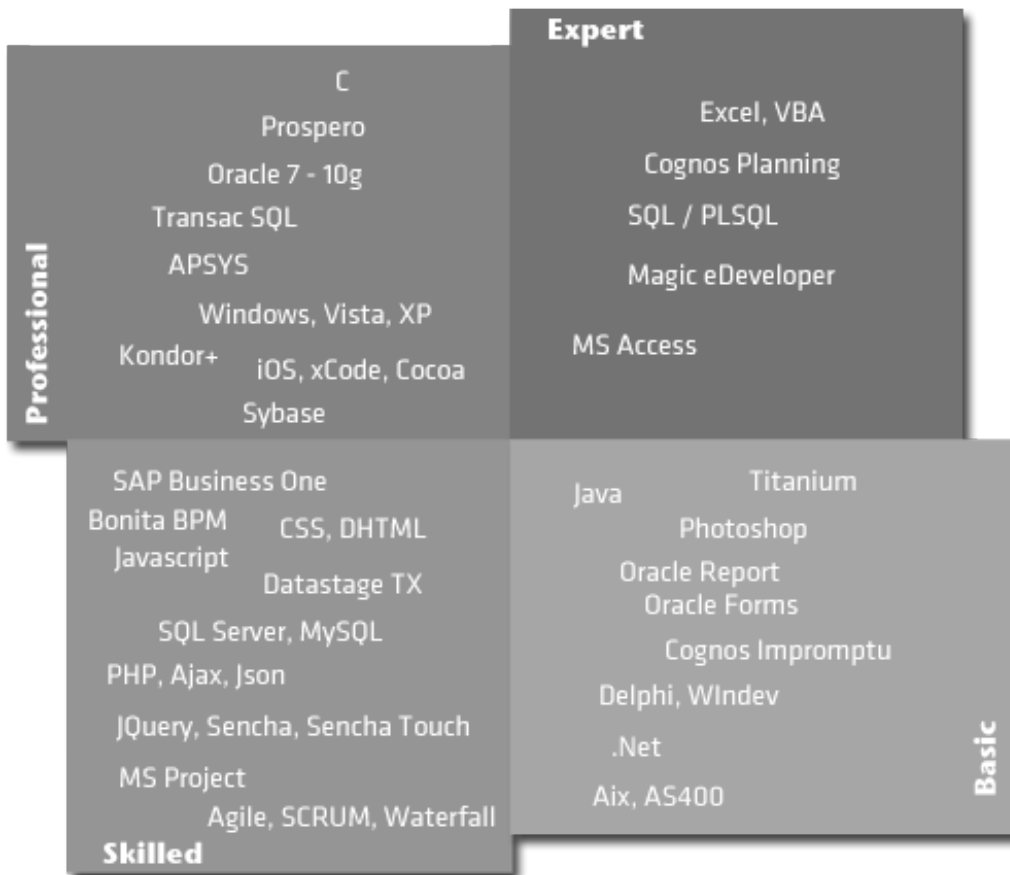 Expert
Excel, VBA
Cognos Planning
SQL / PLSQL
Magic eDeveloper
MS Access
Professional
C
Prospero
Oracle 7 - 10g
Transac SQL
APSYS
Windows, Vista, XP
Kondor+
iOS, xCode, Cocoa
Sybase
SAP Business One
Bonita BPM
CSS, DHTML
Javascript
Datastage TX
SQL Server, MySQL
PHP, Ajax, Json
JQuery, Sencha, Sencha Touch
MS Project
Agile, SCRUM, Waterfall
Skilled
Titanium
Java
Photoshop
Oracle Report
Oracle Forms
Cognos Impromptu
Delphi, WIndev
.Net
Aix, AS400
Basic